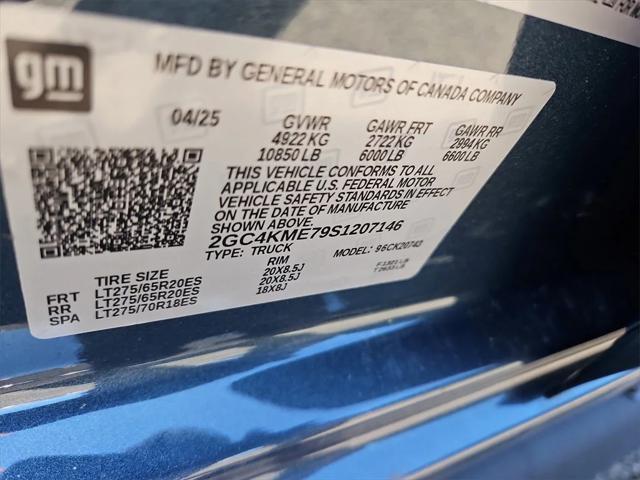 gm
MFD BY GENERAL MOTORS OF CANADA COMPANY
04/25 GVWR GAWR FRT GAWR RR
4922 KG 2722 KG 2994 KG
10850 LB 6000 LB 6600 LB
THIS VEHICLE CONFORMS TO ALL
APPLICABLE U.S. FEDERAL MOTOR
VEHICLE SAFETY STANDARDS IN EFFECT
ON THE DATE OF MANUFACTURE
SHOWN ABOVE.
2GC4KME79S1207146
TYPE: TRUCK MODEL: 96CK20743
TIRE SIZE RIM
FRT LT275/65R20ES 20X8.5J
RR LT275/65R20ES 20X8.5J
SPA LT275/70R18ES 18X8J